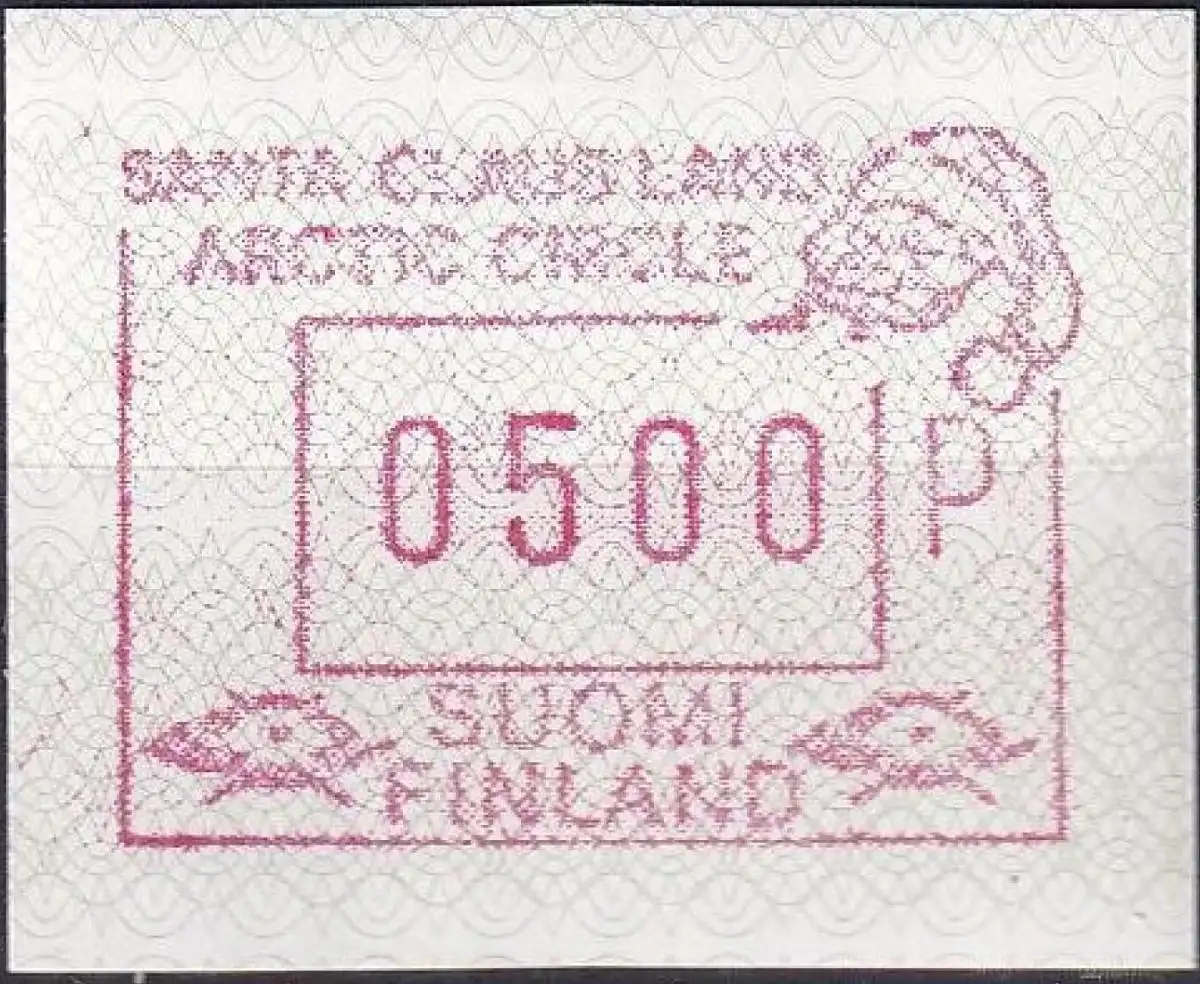 SANTA CLAUS LAND
ARCTIC CIRCLE
0500 P
SUOMI
FINLAND